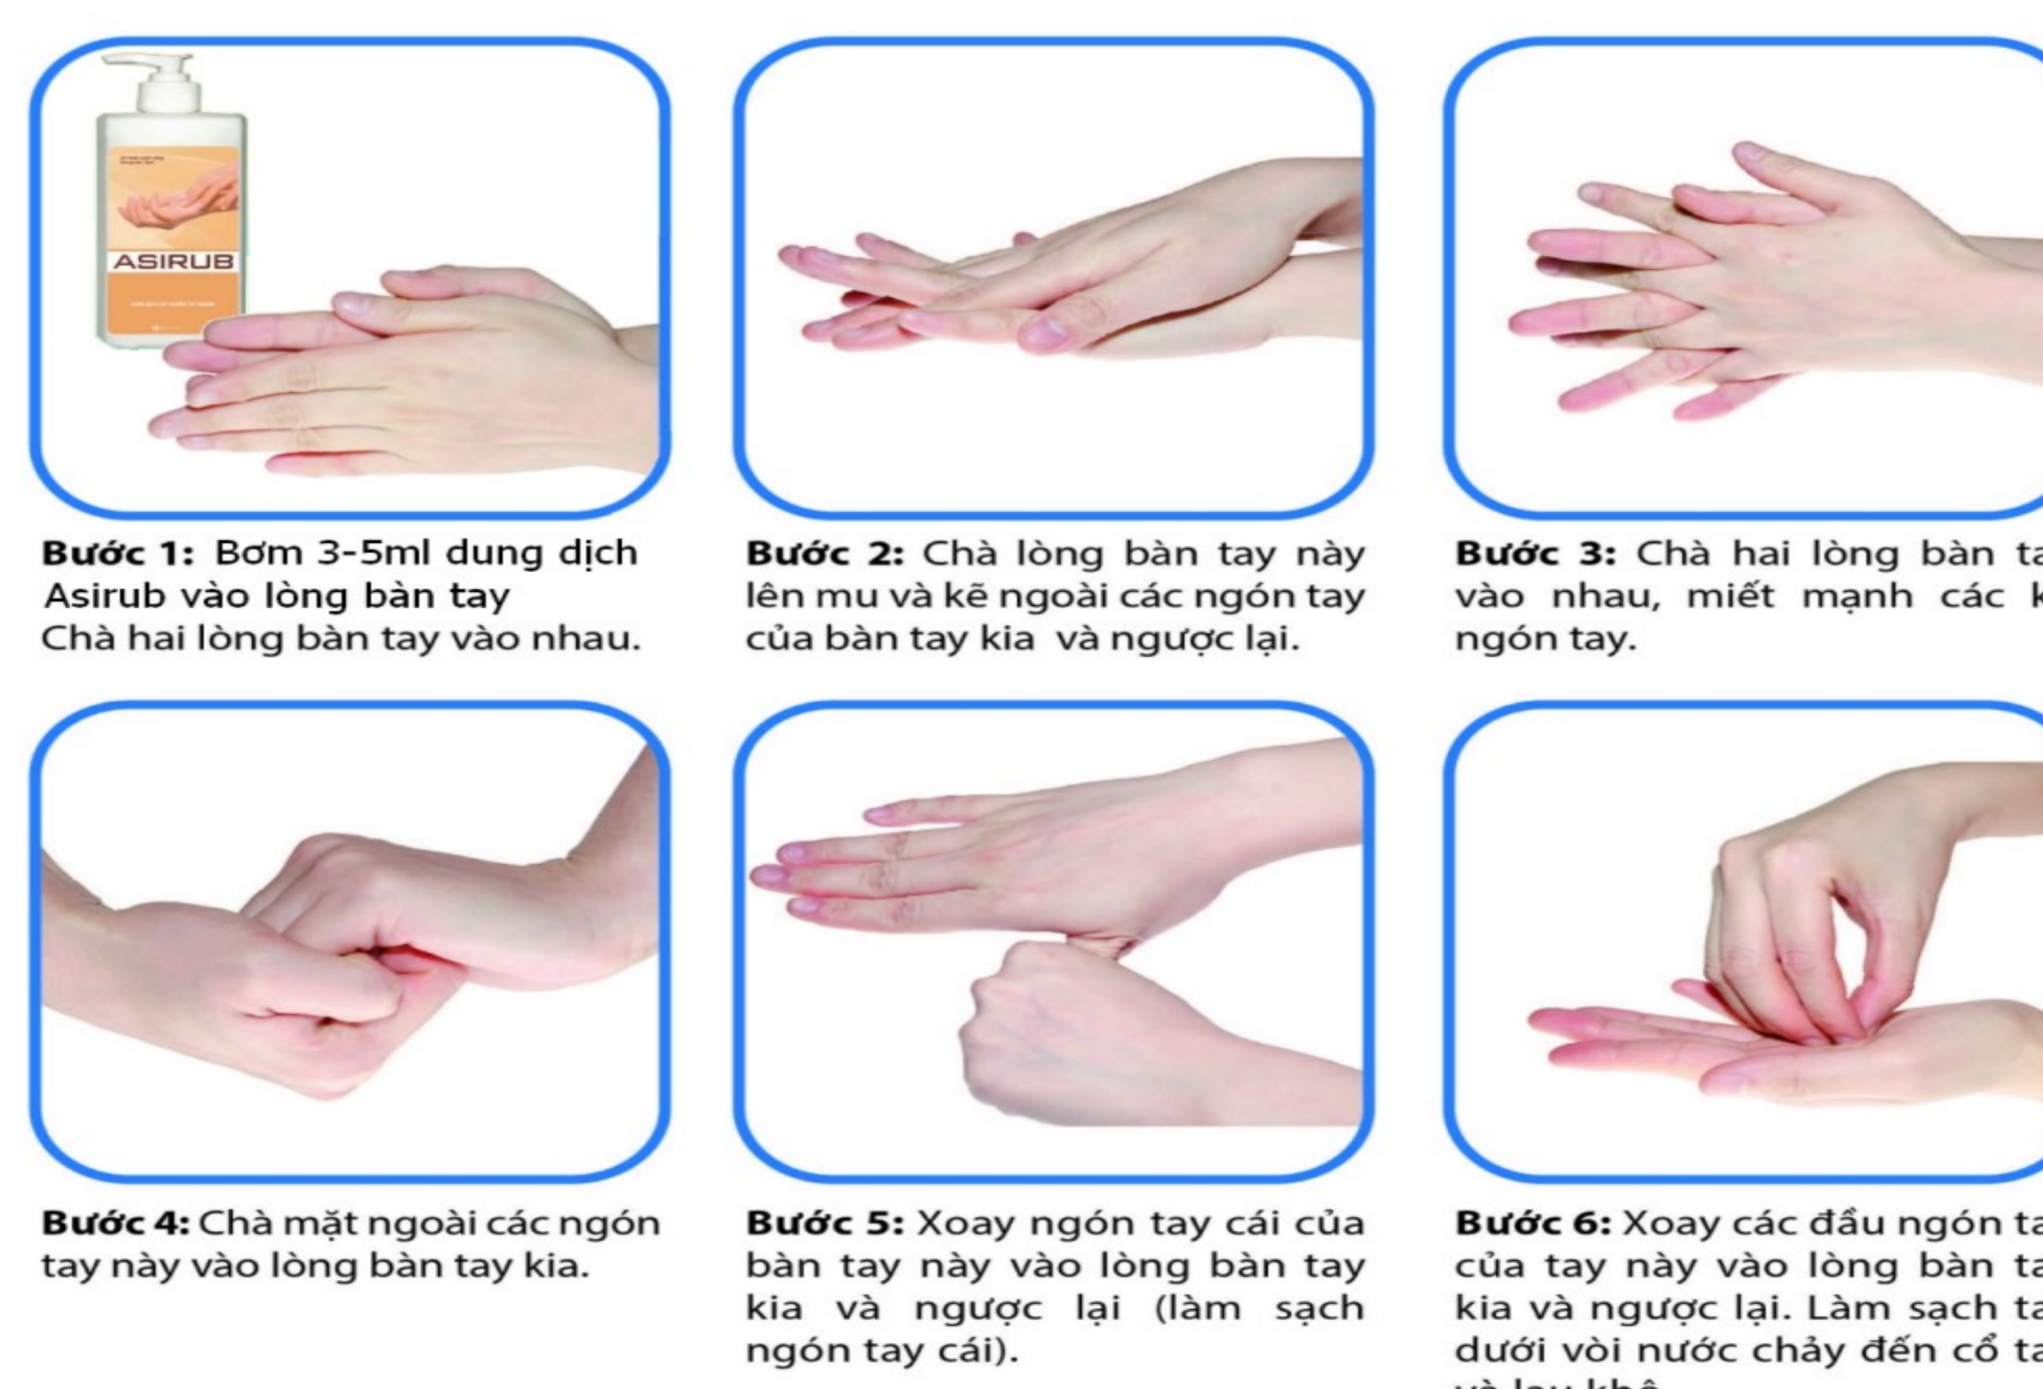 ASIRUB
Bước 1: Bơm 3-5ml dung dịch
Asirub vào lòng bàn tay
Chà hai lòng bàn tay vào nhau.
Bước 2: Chà lòng bàn tay này
lên mu và kẽ ngoài các ngón tay
của bàn tay kia và ngược lại.
Bước 3: Chà hai lòng bàn
vào nhau, miết mạnh các
ngón tay.
Bước 4: Chà mặt ngoài các ngón
tay này vào lòng bàn tay kia.
Bước 5: Xoay ngón tay cái của
bàn tay này vào lòng bàn tay
kia và ngược lại (làm sạch
ngón tay cái).
Bước 6: Xoay các đầu ngón
của tay này vào lòng bàn
kia và ngược lại. Làm sạch
dưới vòi nước chảy đến cổ